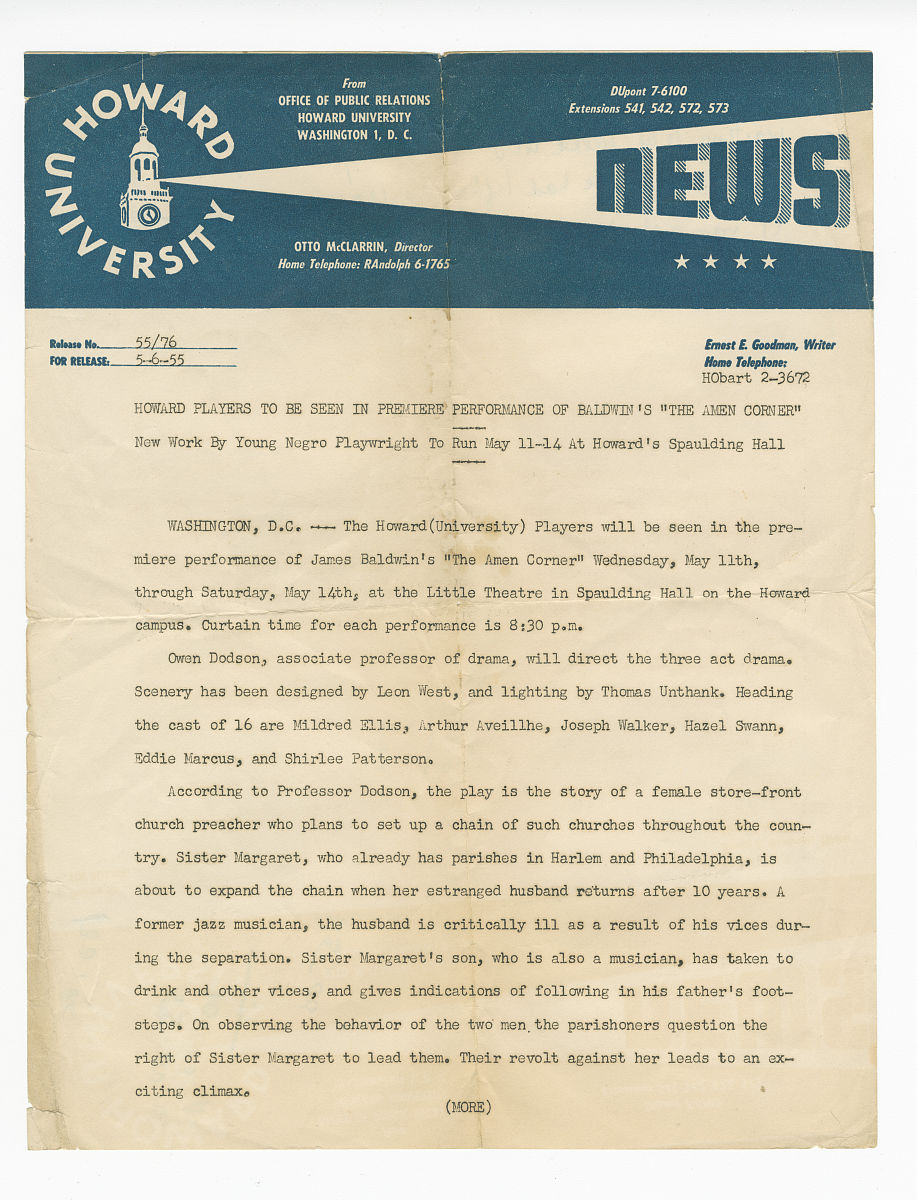 HOWARD
UNIVERSITY
From
OFFICE OF PUBLIC RELATIONS
HOWARD UNIVERSITY
WASHINGTON 1, D. C.
DUpont 7-6100
Extensions 541, 542, 572, 573
NEWS
OTTO McCLARRIN, Director
Home Telephone: RAndolph 6-1765
Release No. 55/76
FOR RELEASE: 5-6-55
Ernest E. Goodman, Writer
Home Telephone:
HObart 2-3672
HOWARD PLAYERS TO BE SEEN IN PREMIERE PERFORMANCE OF BALDWIN'S "THE AMEN CORNER"
New Work By Young Negro Playwright To Run May 11-14 At Howard's Spaulding Hall
WASHINGTON, D.C. --- The Howard(University) Players will be seen in the pre-
miere performance of James Baldwin's "The Amen Corner" Wednesday, May 11th,
through Saturday, May 14th, at the Little Theatre in Spaulding Hall on the Howard
campus. Curtain time for each performance is 8:30 p.m.
Owen Dodson, associate professor of drama, will direct the three act drama.
Scenery has been designed by Leon West, and lighting by Thomas Unthank. Heading
the cast of 16 are Mildred Ellis, Arthur Aveillhe, Joseph Walker, Hazel Swann,
Eddie Marcus, and Shirlee Patterson.
According to Professor Dodson, the play is the story of a female store-front
church preacher who plans to set up a chain of such churches throughout the coun-
try. Sister Margaret, who already has parishes in Harlem and Philadelphia, is
about to expand the chain when her estranged husband returns after 10 years. A
former jazz musician, the husband is critically ill as a result of his vices dur-
ing the separation. Sister Margaret's son, who is also a musician, has taken to
drink and other vices, and gives indications of following in his father's foot-
steps. On observing the behavior of the two men, the parishoners question the
right of Sister Margaret to lead them. Their revolt against her leads to an ex-
citing climax.
(MORE)